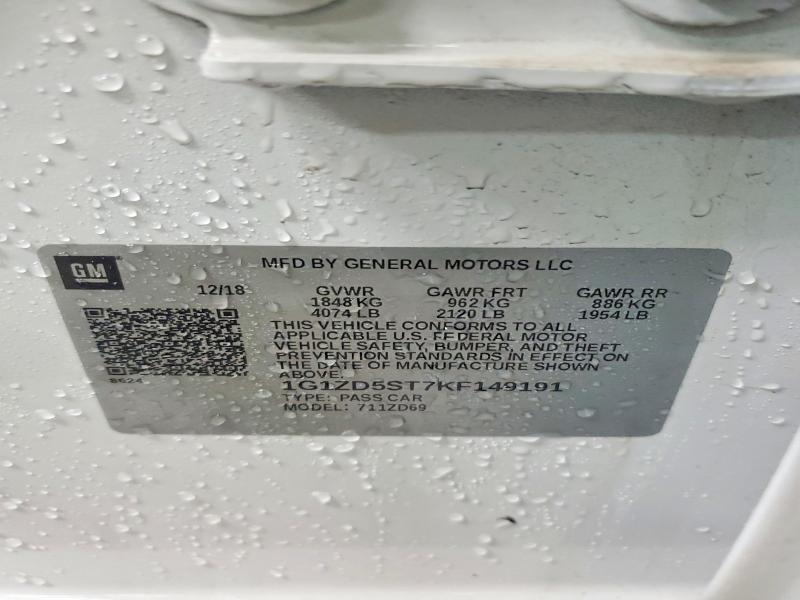 GM
MFD BY GENERAL MOTORS LLC
12/18 GVWR GAWR FRT GAWR RR
1848 KG 962 KG 886 KG
4074 LB 2120 LB 1954 LB
THIS VEHICLE CONFORMS TO ALL
APPLICABLE U.S. FEDERAL MOTOR
VEHICLE SAFETY, BUMPER, AND THEFT
PREVENTION STANDARDS IN EFFECT ON
THE DATE OF MANUFACTURE SHOWN
ABOVE.
8624
1G1ZD5ST7KF149191
TYPE: PASS CAR
MODEL: 711ZD69